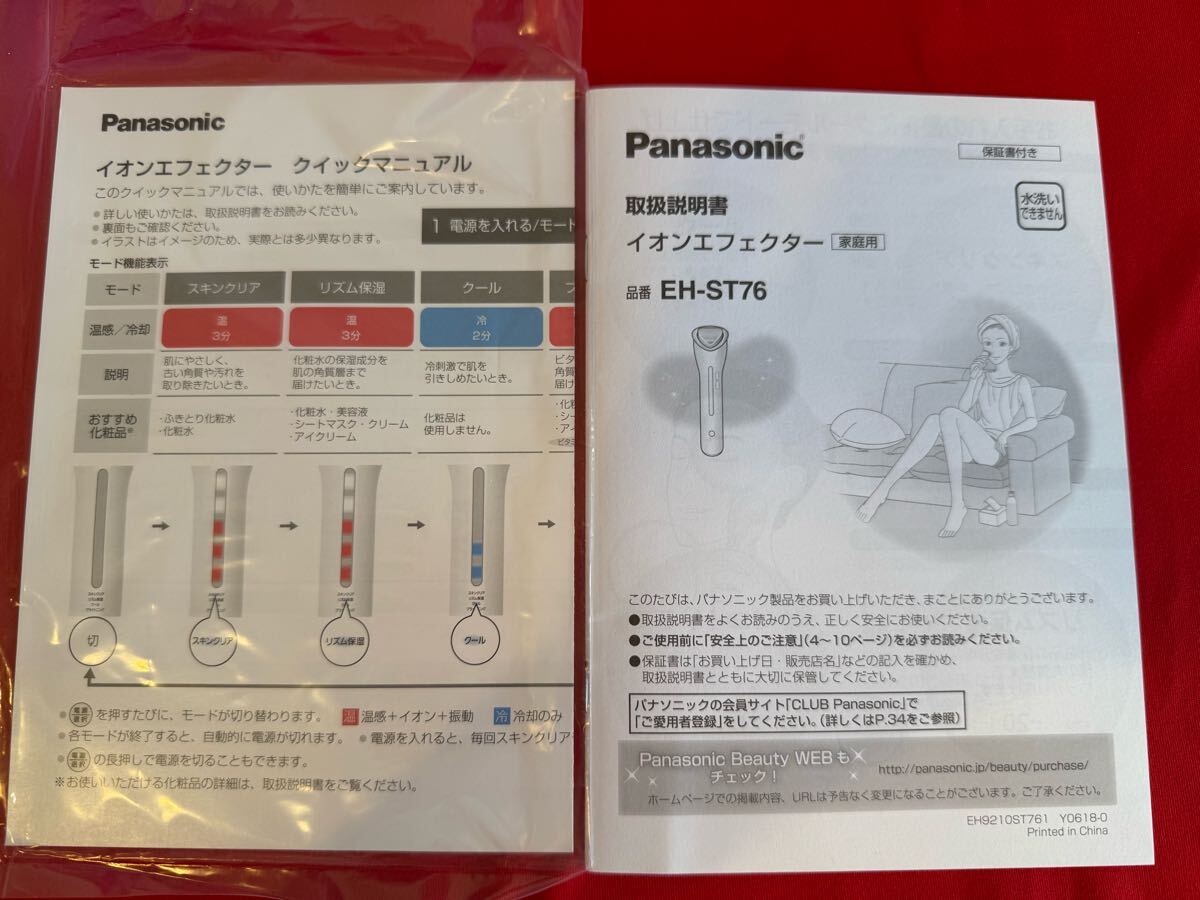 Panasonic
イオンエフェクター クイックマニュアル
このクイックマニュアルでは、使いかたを簡単にご案内しています。
●詳しい使いかたは、取扱説明書をお読みください。
●裏面もご確認ください。
●イラストはイメージのため、実際とは多少異なります。
1 電源を入れる/モード
モード機能表示
モード スキンクリア リズム保湿 クール
温感/冷却 温 3分 温 3分 冷 2分
説明
肌にやさしく、
古い角質や汚れを
取り除きたいとき。
化粧水の保湿成分を
肌の角質層まで
届けたいとき。
冷刺激で肌を
引きしめたいとき。
ビタ
角質
届け
おすすめ
化粧品※
・ふきとり化粧水
・化粧水
・化粧水・美容液
・シートマスク・クリーム
・アイクリーム
化粧品は
使用しません。
・化粧
・シー
・アイ
ビタミ
切 スキンクリア リズム保湿 クール
●電源選択を押すたびに、モードが切り替わります。 温 温感+イオン+振動 冷 冷却のみ
●各モードが終了すると、自動的に電源が切れます。 ●電源を入れると、毎回スキンクリア
●電源選択の長押しで電源を切ることもできます。
※お使いいただける化粧品の詳細は、取扱説明書をご覧ください。
Panasonic
保証書付き
取扱説明書
水洗い
できません
イオンエフェクター 家庭用
品番 EH-ST76
このたびは、パナソニック製品をお買い上げいただき、まことにありがとうございます。
●取扱説明書をよくお読みのうえ、正しく安全にお使いください。
●ご使用前に「安全上のご注意」(4~10ページ)を必ずお読みください。
●保証書は「お買い上げ日・販売店名」などの記入を確かめ、
取扱説明書とともに大切に保管してください。
パナソニックの会員サイト「CLUB Panasonic」で
「ご愛用者登録」をしてください。(詳しくはP.34をご参照)
Panasonic Beauty WEBも
チェック!
http://panasonic.jp/beauty/purchase/
ホームページでの掲載内容、URLは予告なく変更になることがございます。ご了承ください。
EH9210ST761 Y0618-0
Printed in China